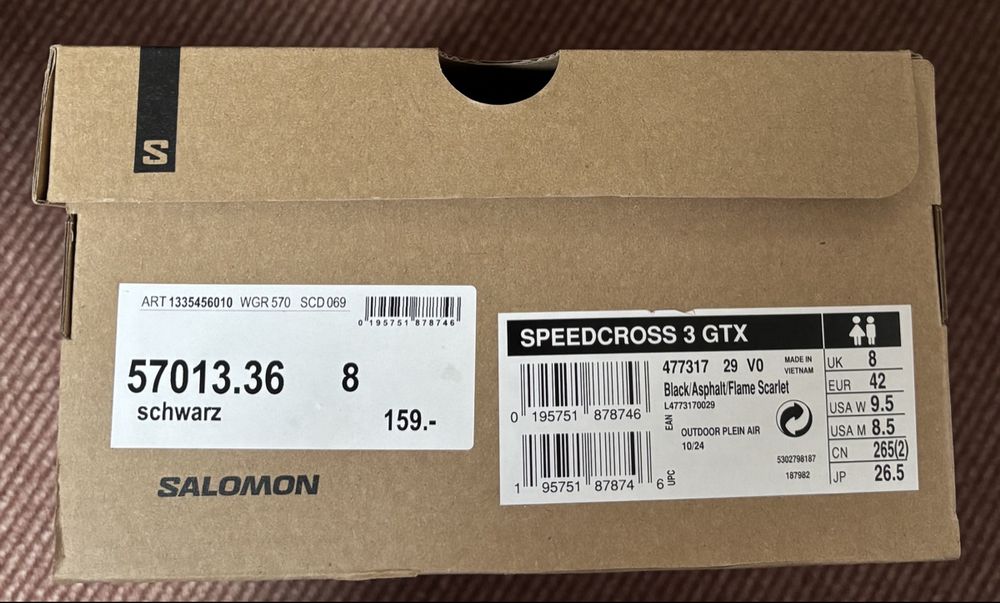 S
ART 1335456010 WGR 570 SCD 069
0 195751 878746
57013.36 8
schwarz
159.-
SALOMON
SPEEDCROSS 3 GTX
477317 29 V0
MADE IN
VIETNAM
Black/Asphalt/Flame Scarlet
L4773170029
0 195751 878746
EAN
OUTDOOR PLEIN AIR
10/24
5302798187
187982
1 95751 87874 6
UPC
UK 8
EUR 42
USA W 9.5
USA M 8.5
CN 265(2)
JP 26.5